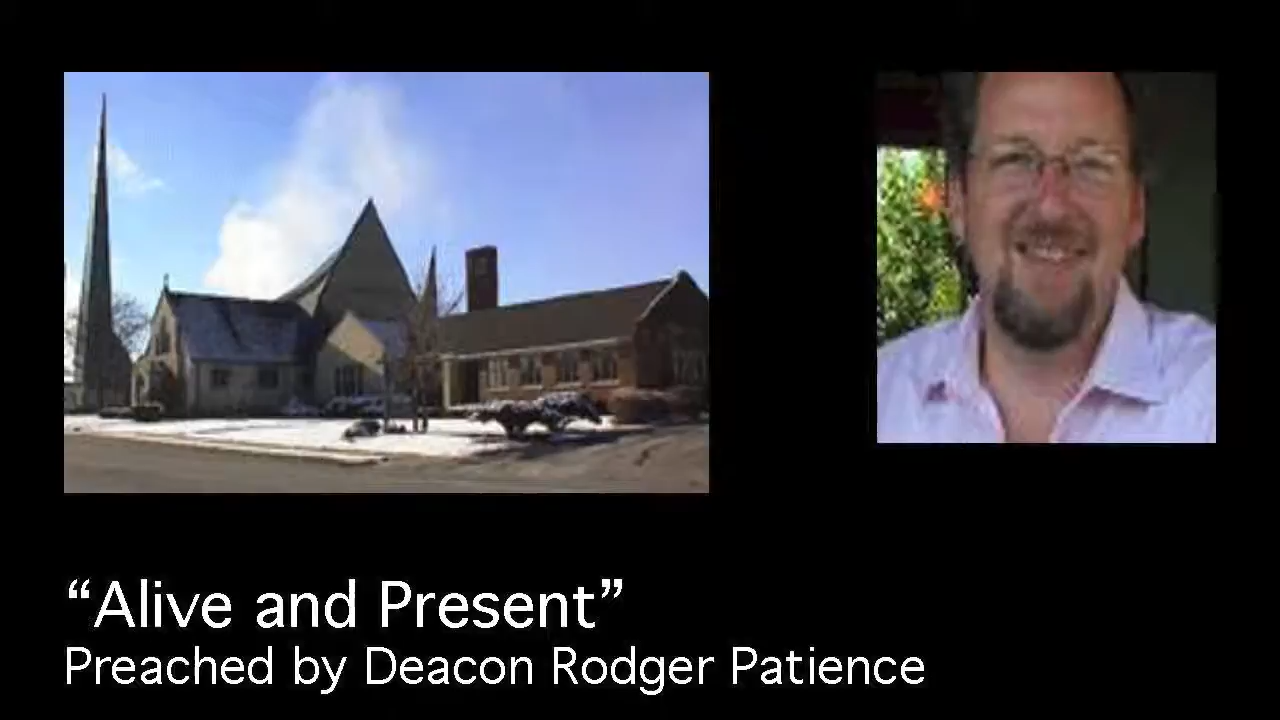 “Alive and Present”
Preached by Deacon Rodger Patience